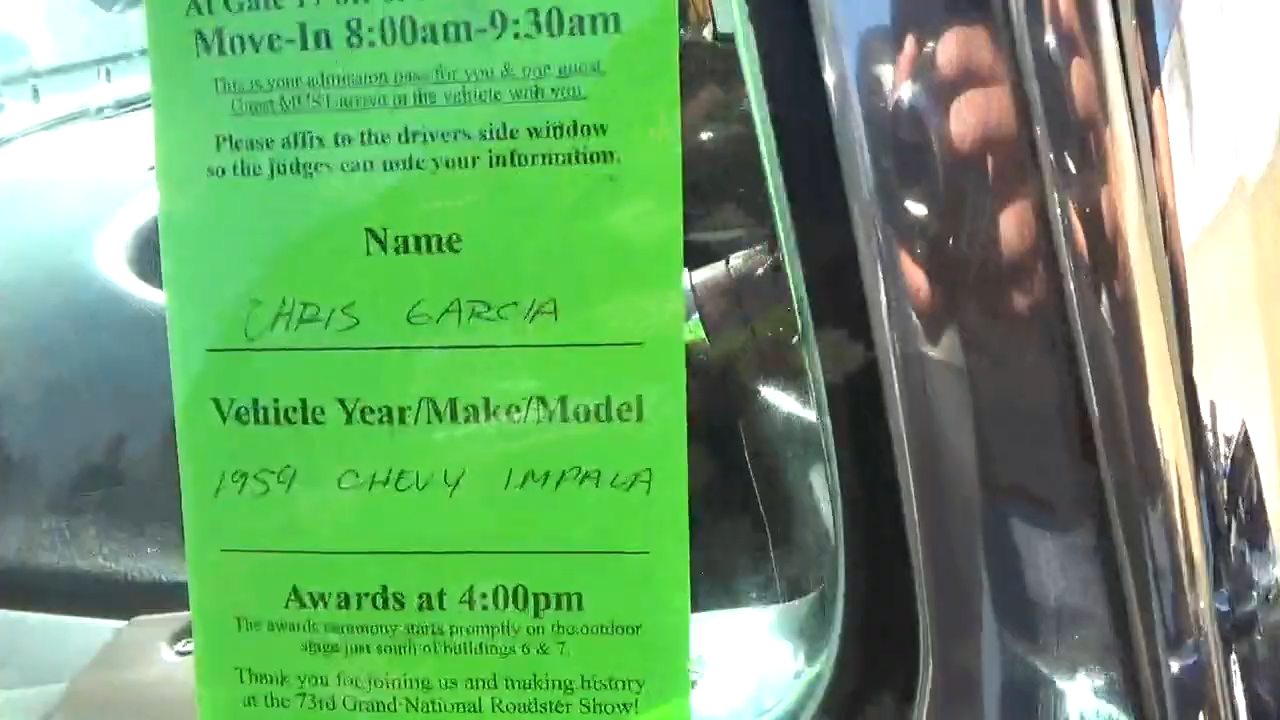 At Gate 17
Move-In 8:00am-9:30am
This is your admission pass for you & one guest.
Guest MUST arrive in the vehicle with you.
Please affix to the drivers side window
so the judges can note your information.
Name
CHRIS GARCIA
Vehicle Year/Make/Model
1959 CHEVY IMPALA
Awards at 4:00pm
The awards ceremony starts promptly on the outdoor
stage just south of buildings 6 & 7.
Thank you for joining us and making history
at the 73rd Grand National Roadster Show!